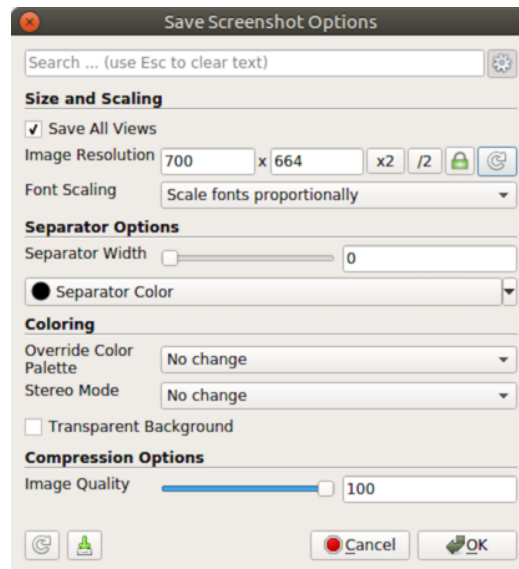 Save Screenshot Options
Search ... (use Esc to clear text)
Size and Scaling
Save All Views
Image Resolution 700 x 664 x2 /2
Font Scaling Scale fonts proportionally
Separator Options
Separator Width 0
Separator Color
Coloring
Override Color
Palette No change
Stereo Mode No change
Transparent Background
Compression Options
Image Quality 100
Cancel OK